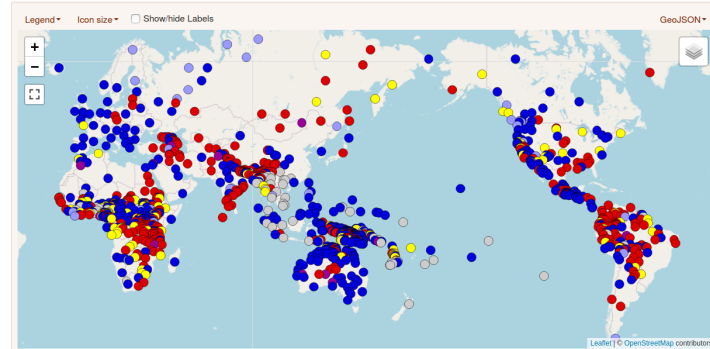 Legend Icon size Show/hide Labels GeoJSON
+
−
Leaflet | © OpenStreetMap contributors